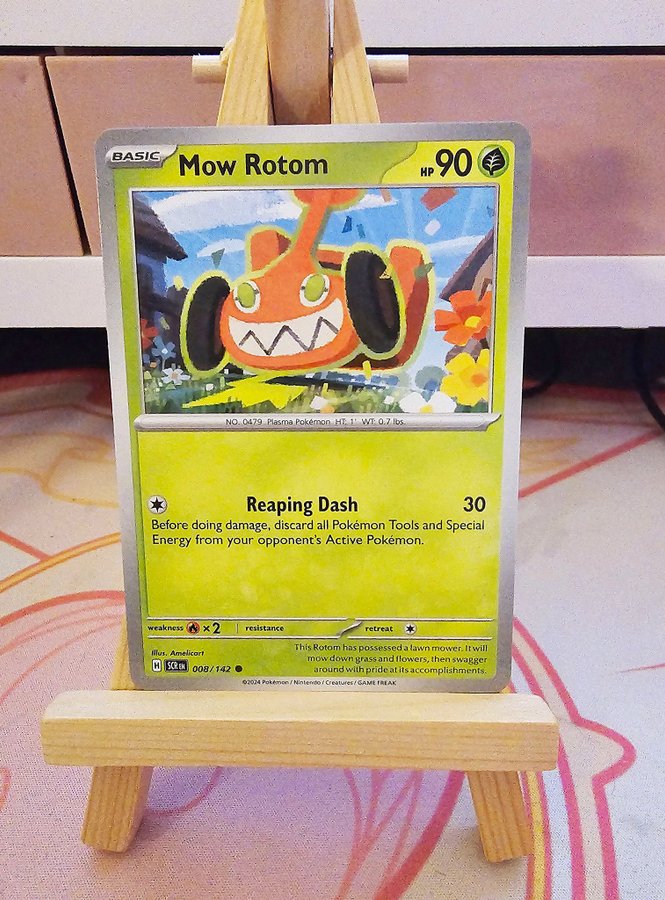 BASIC Mow Rotom HP 90
NO. 0479 Plasma Pokémon HT: 1' WT: 0.7 lbs.
Reaping Dash 30
Before doing damage, discard all Pokémon Tools and Special
Energy from your opponent's Active Pokémon.
weakness ×2 resistance retreat
Illus. Amelicart
H SCR EN 008/142
This Rotom has possessed a lawn mower. It will
mow down grass and flowers, then swagger
around with pride at its accomplishments.
©2024 Pokémon / Nintendo / Creatures / GAME FREAK